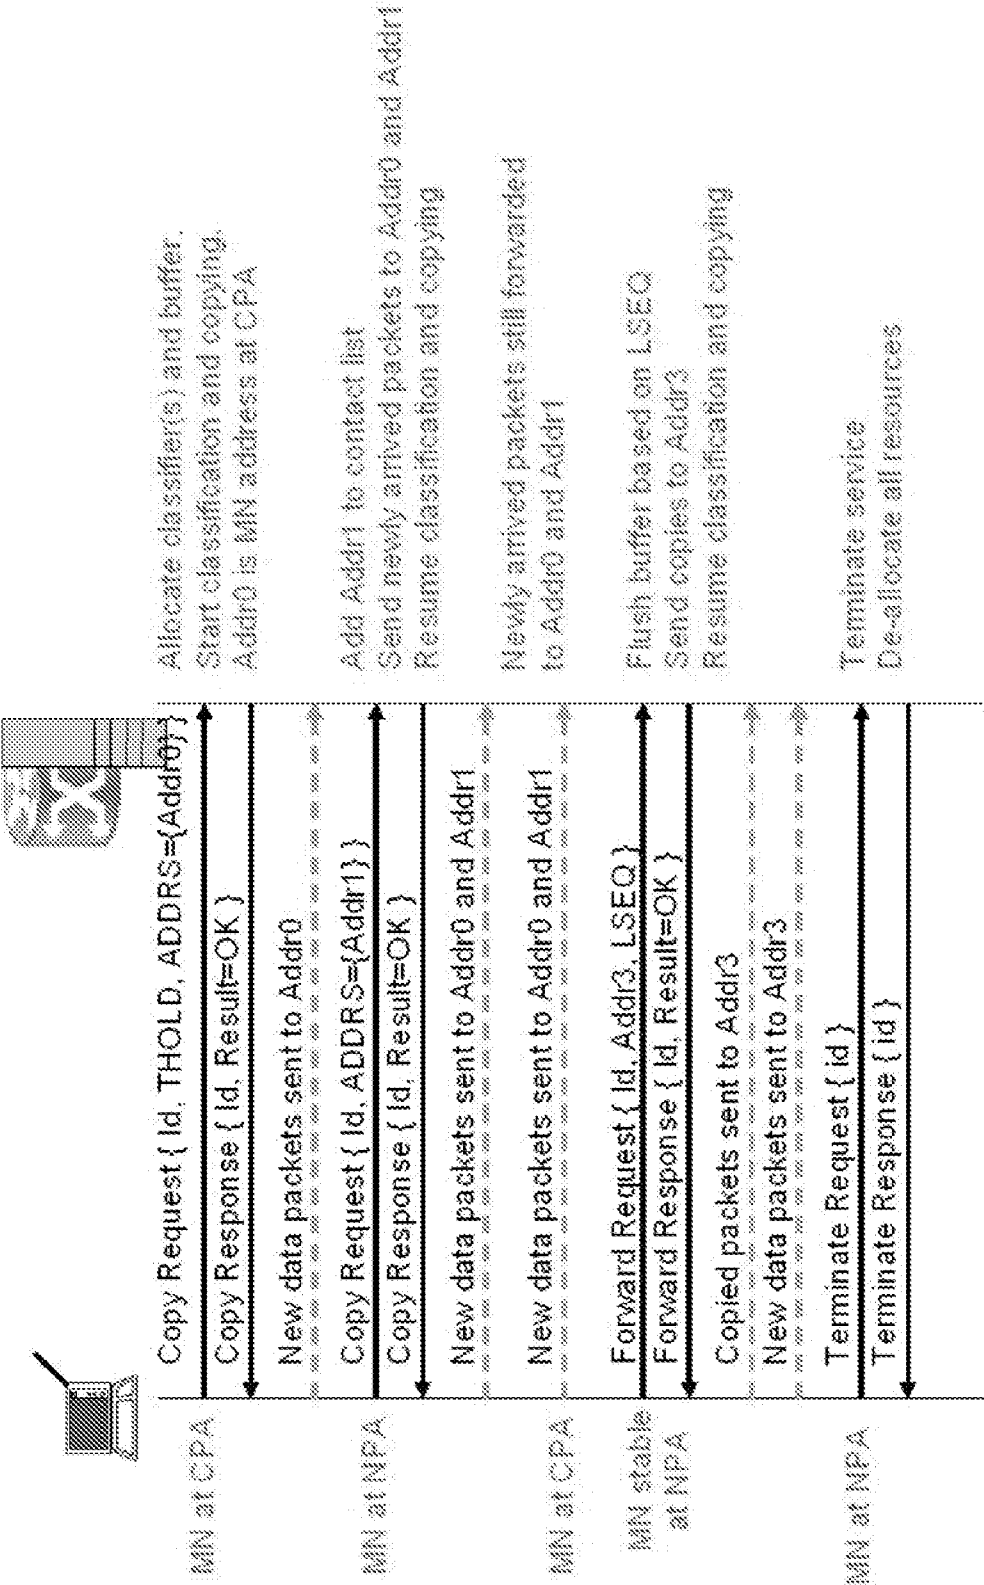 MN at CPA
Copy Request { Id, THOLD, ADDRS={Addr0} }
Copy Response { Id, Result=OK }
New data packets sent to Addr0
Allocate classifier(s) and buffer.
Start classification and copying.
Addr0 is MN address at CPA
MN at NPA
Copy Request { Id, ADDRS={Addr1} }
Copy Response { Id, Result=OK }
New data packets sent to Addr0 and Addr1
Add Addr1 to contact list
Send newly arrived packets to Addr0 and Addr1
Resume classification and copying
MN at CPA
New data packets sent to Addr0 and Addr1
Newly arrived packets still forwarded
to Addr0 and Addr1
MN stable
at NPA
Forward Request { Id, Addr3, LSEQ }
Forward Response { Id, Result=OK }
Copied packets sent to Addr3
New data packets sent to Addr3
Flush buffer based on LSEQ
Send copies to Addr3
Resume classification and copying
MN at NPA
Terminate Request { id }
Terminate Response { id }
Terminate service
De-allocate all resources